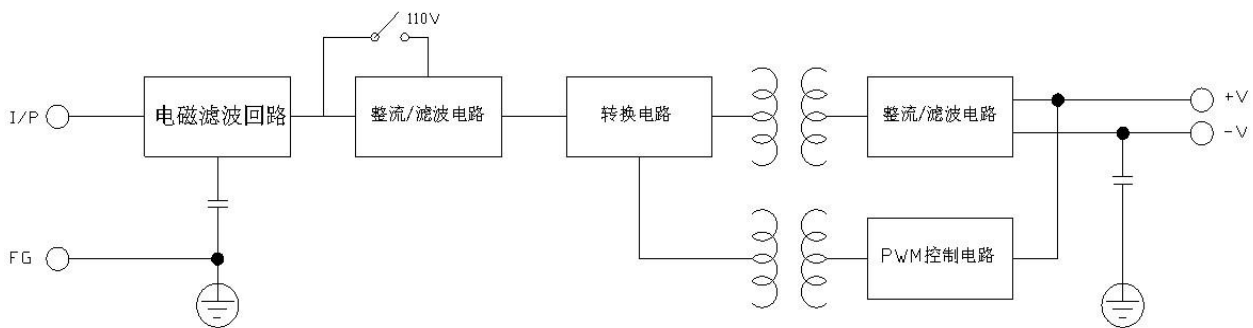 110V
I/P
电磁滤波回路
整流/滤波电路
转换电路
整流/滤波电路
+V
-V
FG
PWM控制电路